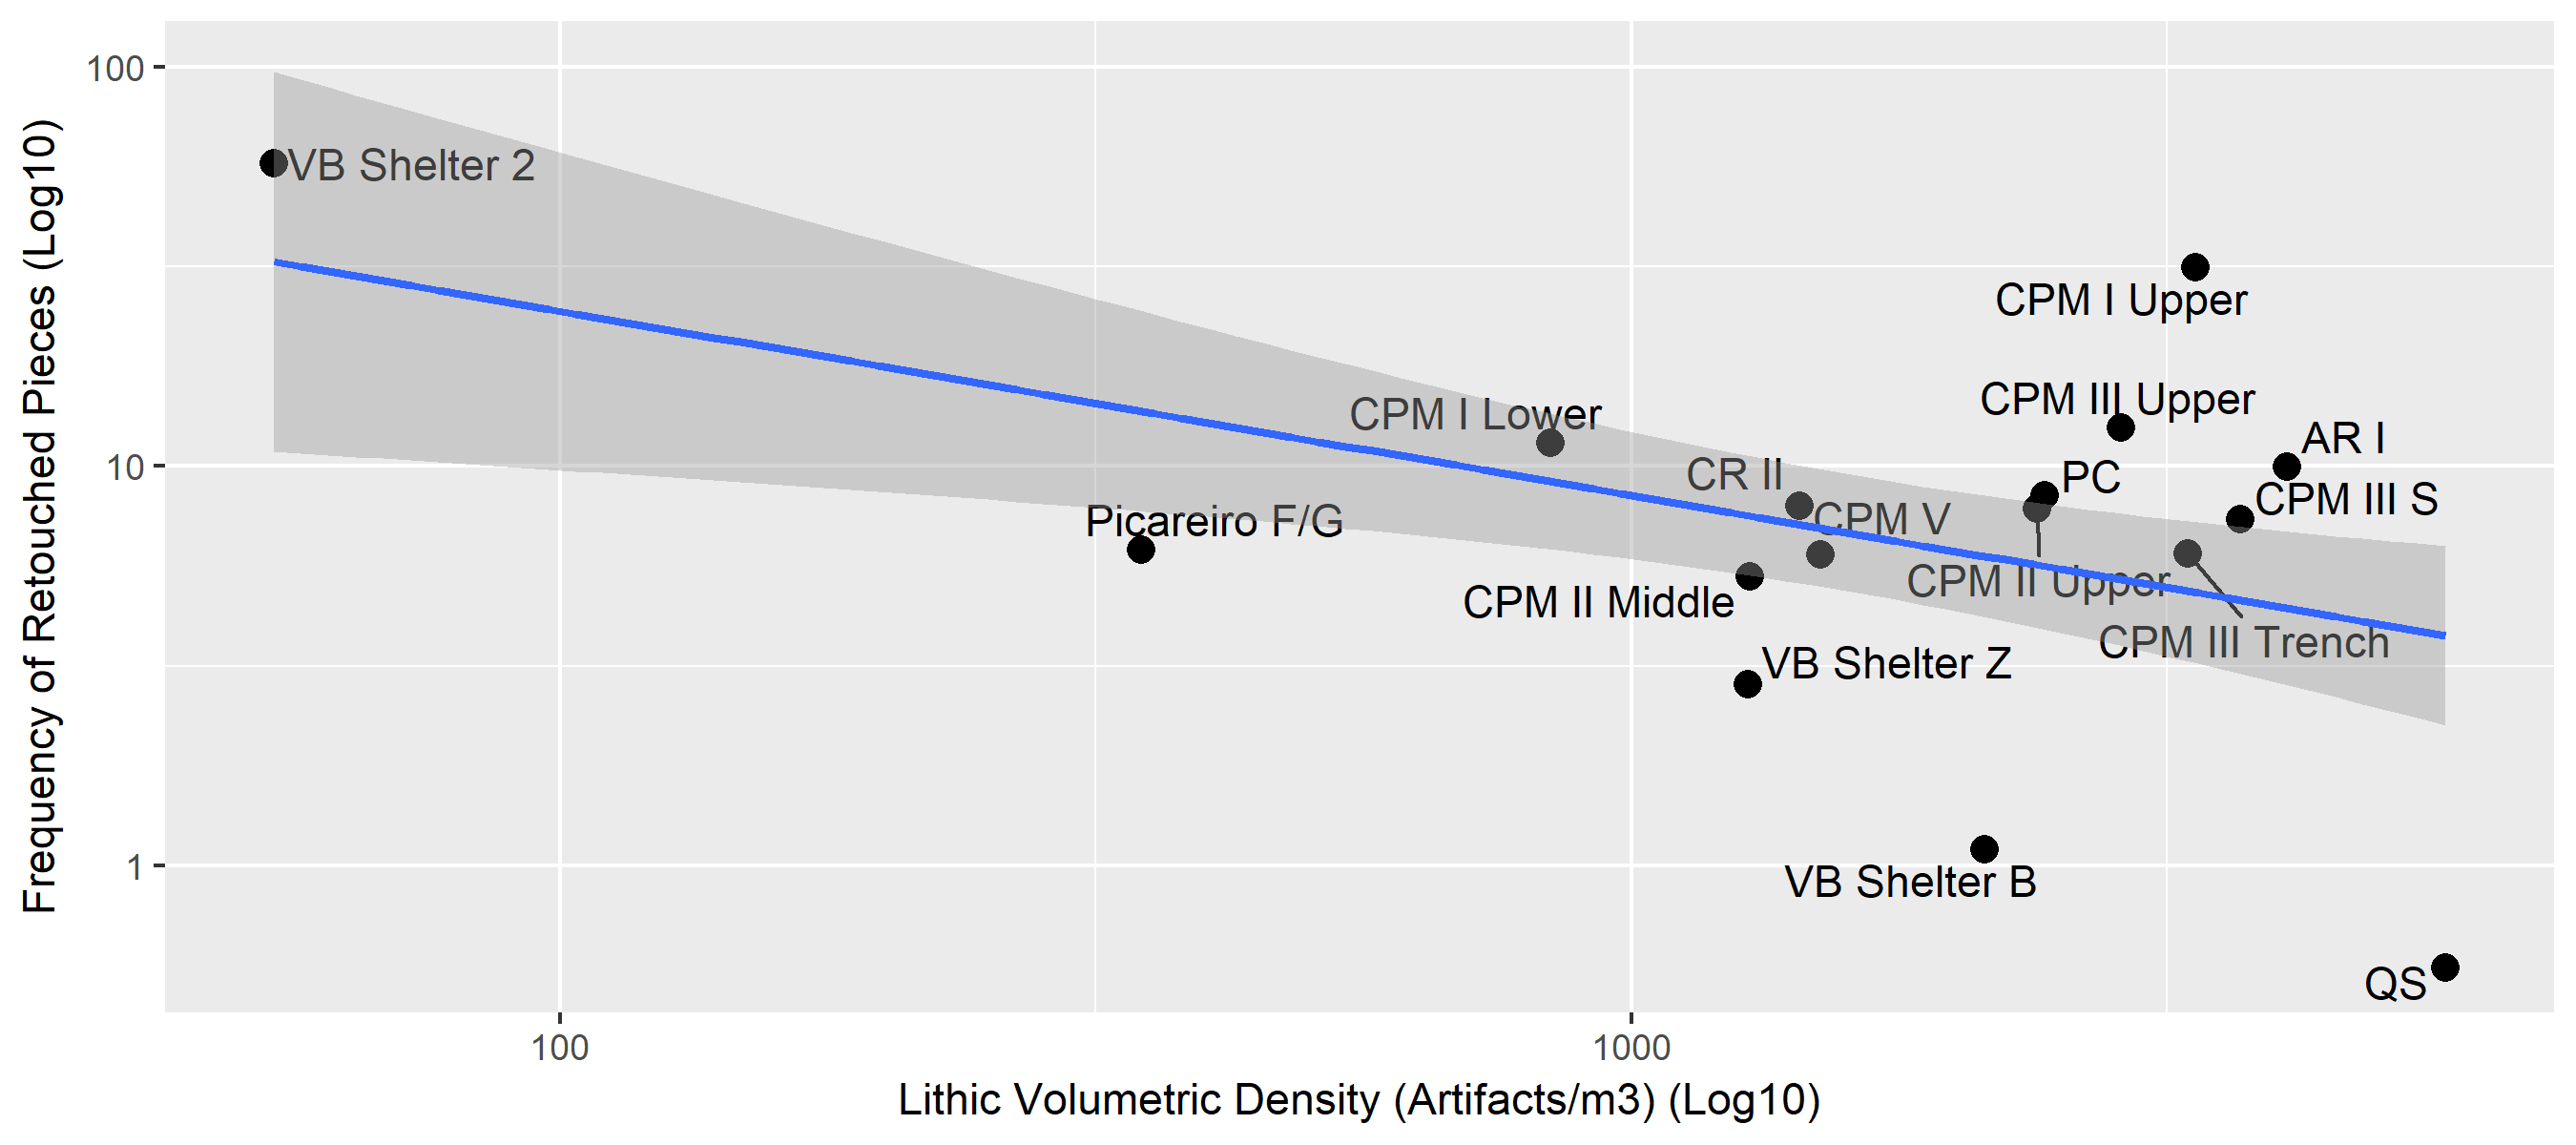 Frequency of Retouched Pieces (Log10)
100
10
1
VB Shelter 2
CPM I Upper
CPM III Upper
CPM I Lower
AR I
CR II
PC
CPM III S
Picareiro F/G
CPM V
CPM II Upper
CPM II Middle
CPM III Trench
VB Shelter Z
VB Shelter B
QS
100
1000
Lithic Volumetric Density (Artifacts/m3) (Log10)